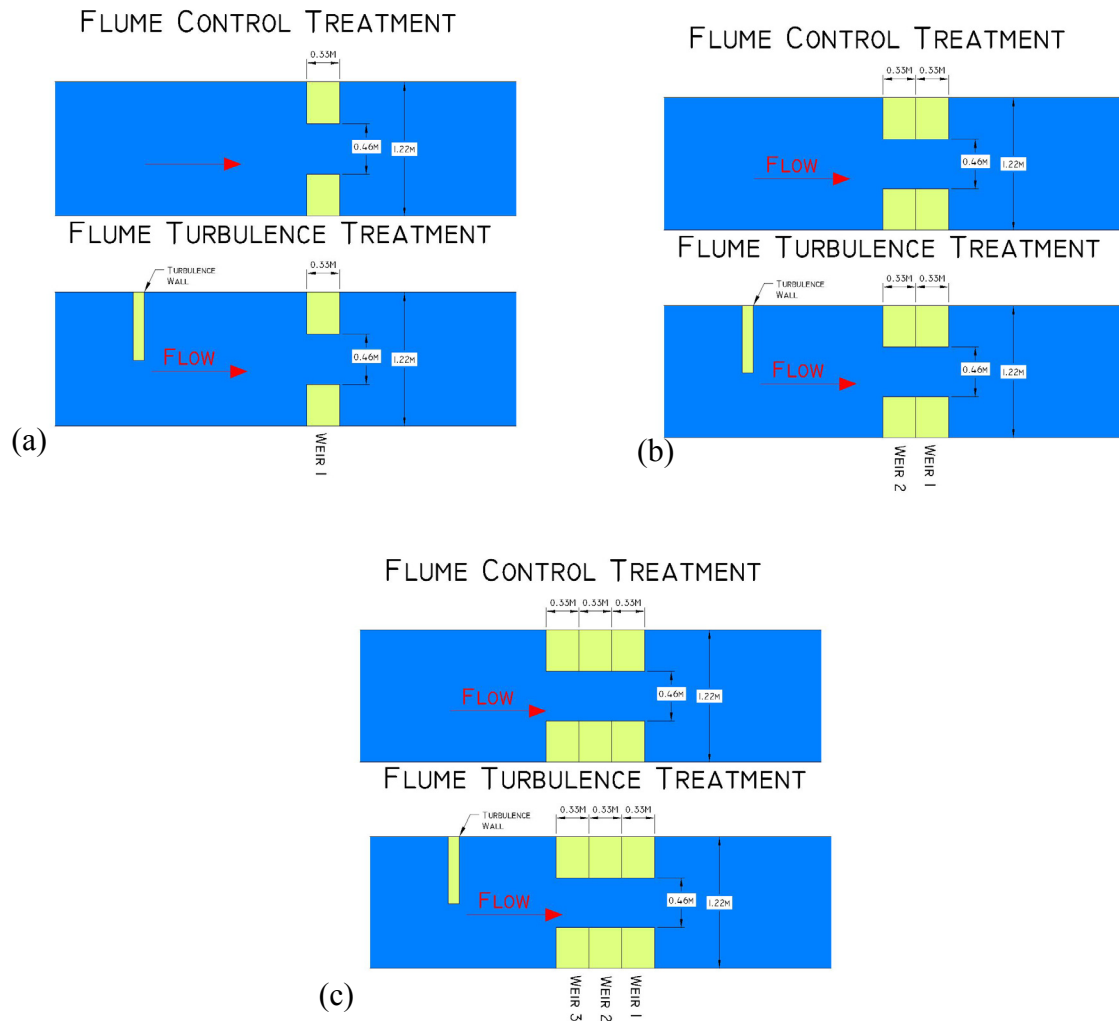 FLUME CONTROL TREATMENT
0.33M
0.46M
1.22M
FLUME TURBULENCE TREATMENT
0.33M
TURBULENCE
WALL
FLOW
0.46M
1.22M
WEIR 1
(a)
FLUME CONTROL TREATMENT
0.33M 0.33M
FLOW
0.46M
1.22M
FLUME TURBULENCE TREATMENT
0.33M 0.33M
TURBULENCE
WALL
FLOW
0.46M
1.22M
WEIR 2
WEIR 1
(b)
FLUME CONTROL TREATMENT
0.33M 0.33M 0.33M
FLOW
0.46M
1.22M
FLUME TURBULENCE TREATMENT
0.33M 0.33M 0.33M
TURBULENCE
WALL
FLOW
0.46M
1.22M
WEIR 3
WEIR 2
WEIR 1
(c)